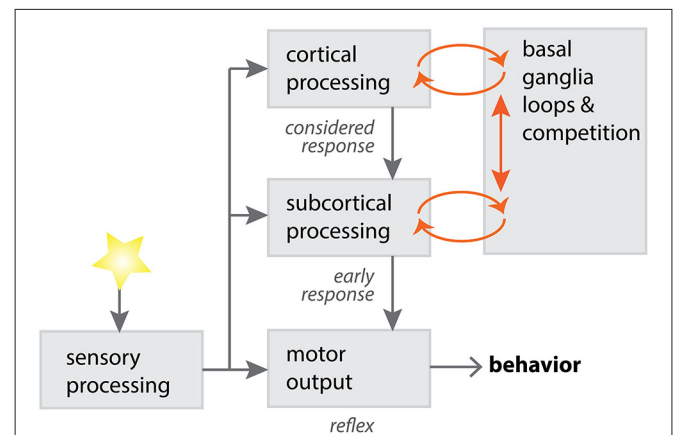 cortical
processing
basal
ganglia
loops &
competition
considered
response
subcortical
processing
early
response
sensory
processing
motor
output
behavior
reflex